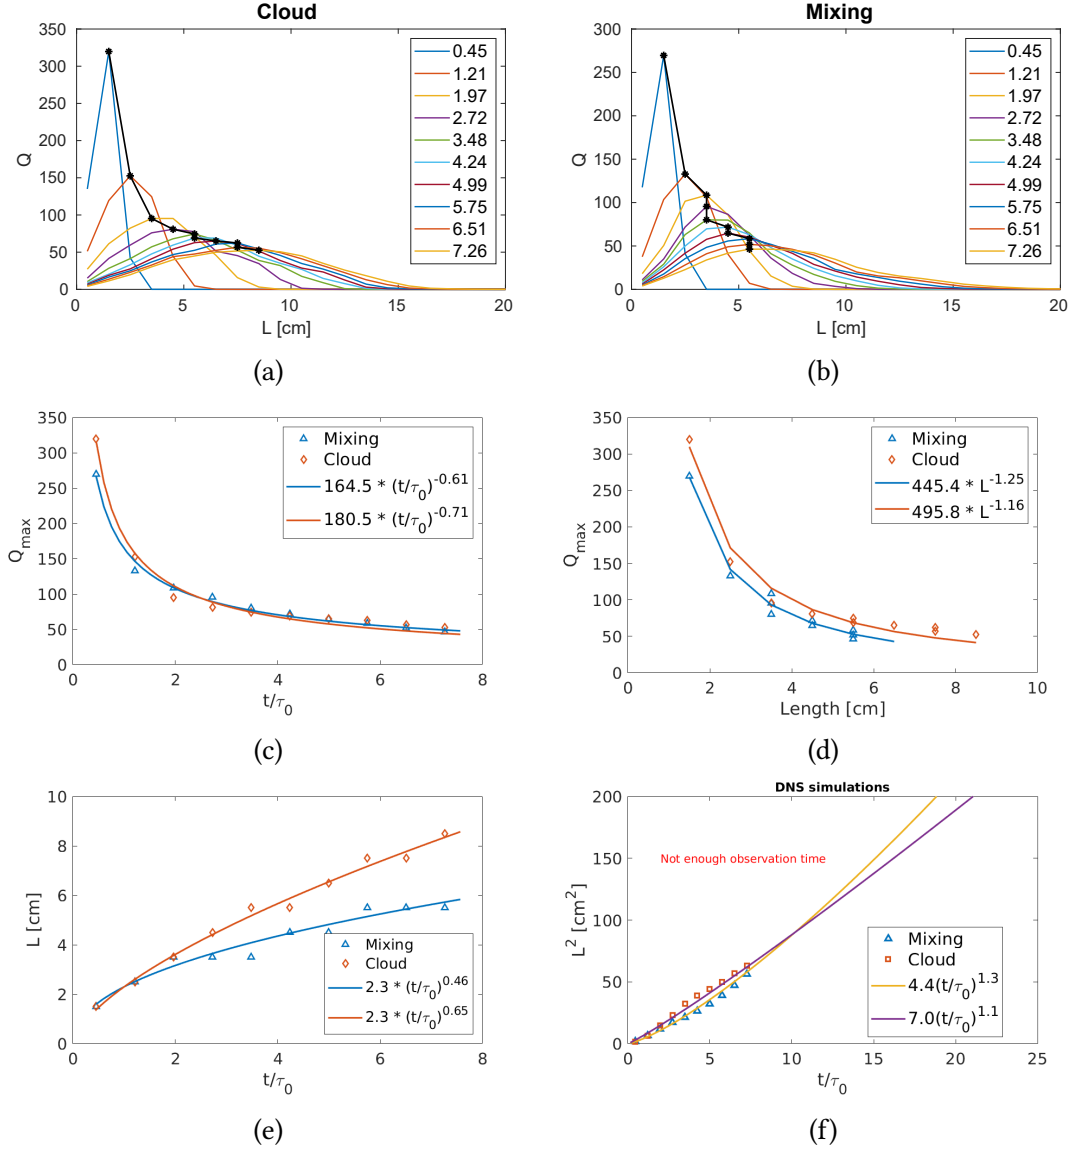 Cloud
350
300
250
200
150
100
50
0
Q
0 5 10 15 20
L [cm]
0.45
1.21
1.97
2.72
3.48
4.24
4.99
5.75
6.51
7.26
(a)
Mixing
300
250
200
150
100
50
0
Q
0 5 10 15 20
L [cm]
0.45
1.21
1.97
2.72
3.48
4.24
4.99
5.75
6.51
7.26
(b)
350
300
250
200
150
100
50
0
Q_max
0 2 4 6 8
t/τ_0
Mixing
Cloud
164.5 * (t/τ_0)^-0.61
180.5 * (t/τ_0)^-0.71
(c)
350
300
250
200
150
100
50
0
Q_max
0 2 4 6 8 10
Length [cm]
Mixing
Cloud
445.4 * L^-1.25
495.8 * L^-1.16
(d)
10
8
6
4
2
0
L [cm]
0 2 4 6 8
t/τ_0
Mixing
Cloud
2.3 * (t/τ_0)^0.46
2.3 * (t/τ_0)^0.65
(e)
DNS simulations
200
150
100
50
0
L^2 [cm^2]
0 5 10 15 20 25
t/τ_0
Not enough observation time
Mixing
Cloud
4.4(t/τ_0)^1.3
7.0(t/τ_0)^1.1
(f)